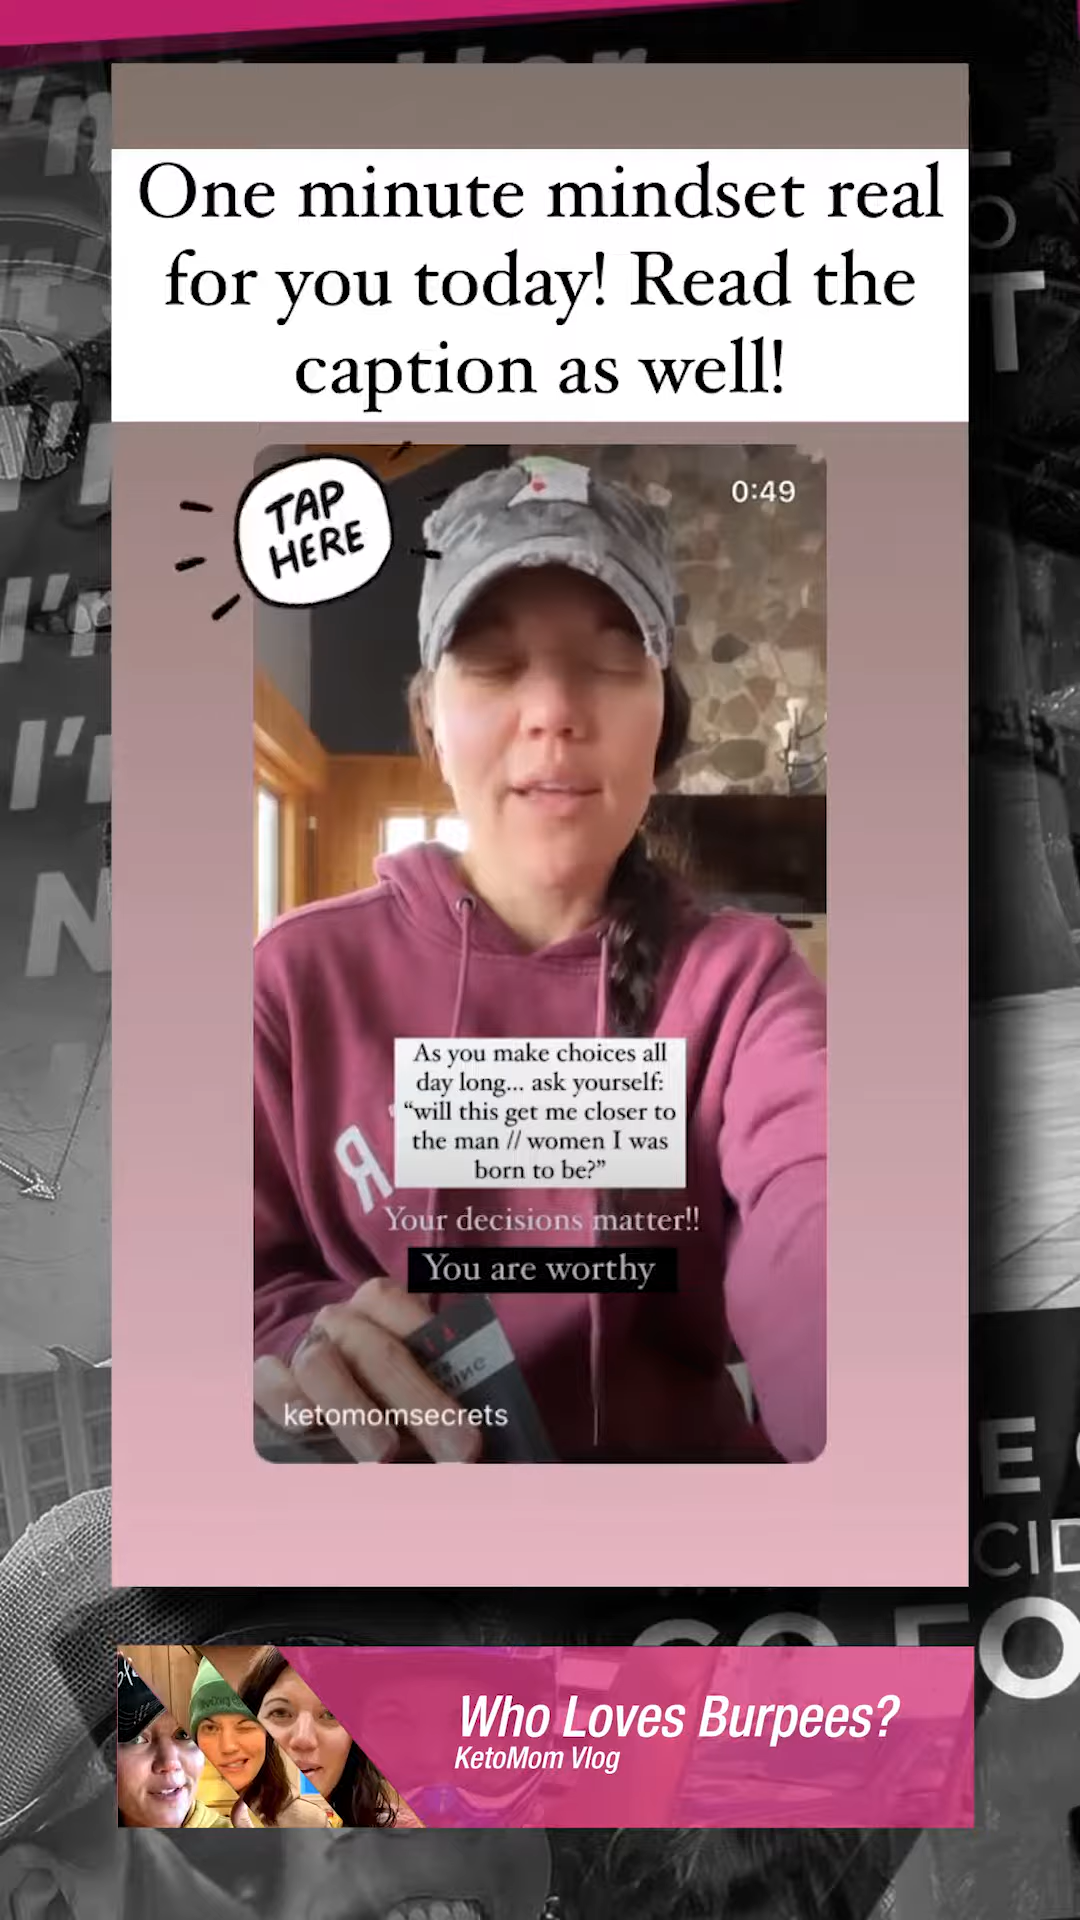 One minute mindset real
for you today! Read the
caption as well!
TAP
HERE
0:49
As you make choices all
day long... ask yourself:
“will this get me closer to
the man // women I was
born to be?”
Your decisions matter!!
You are worthy
ketomomsecrets
Who Loves Burpees?
KetoMom Vlog